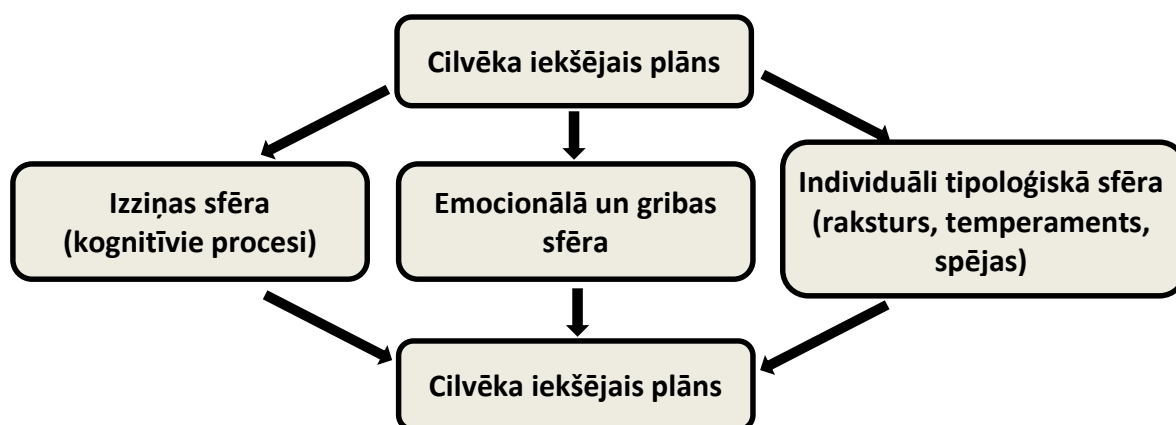 Cilvēka iekšējais plāns
Izziņas sfēra
(kognitīvie procesi)
Emocionālā un gribas
sfēra
Individuāli tipoloģiskā sfēra
(raksturs, temperaments,
spējas)
Cilvēka iekšējais plāns